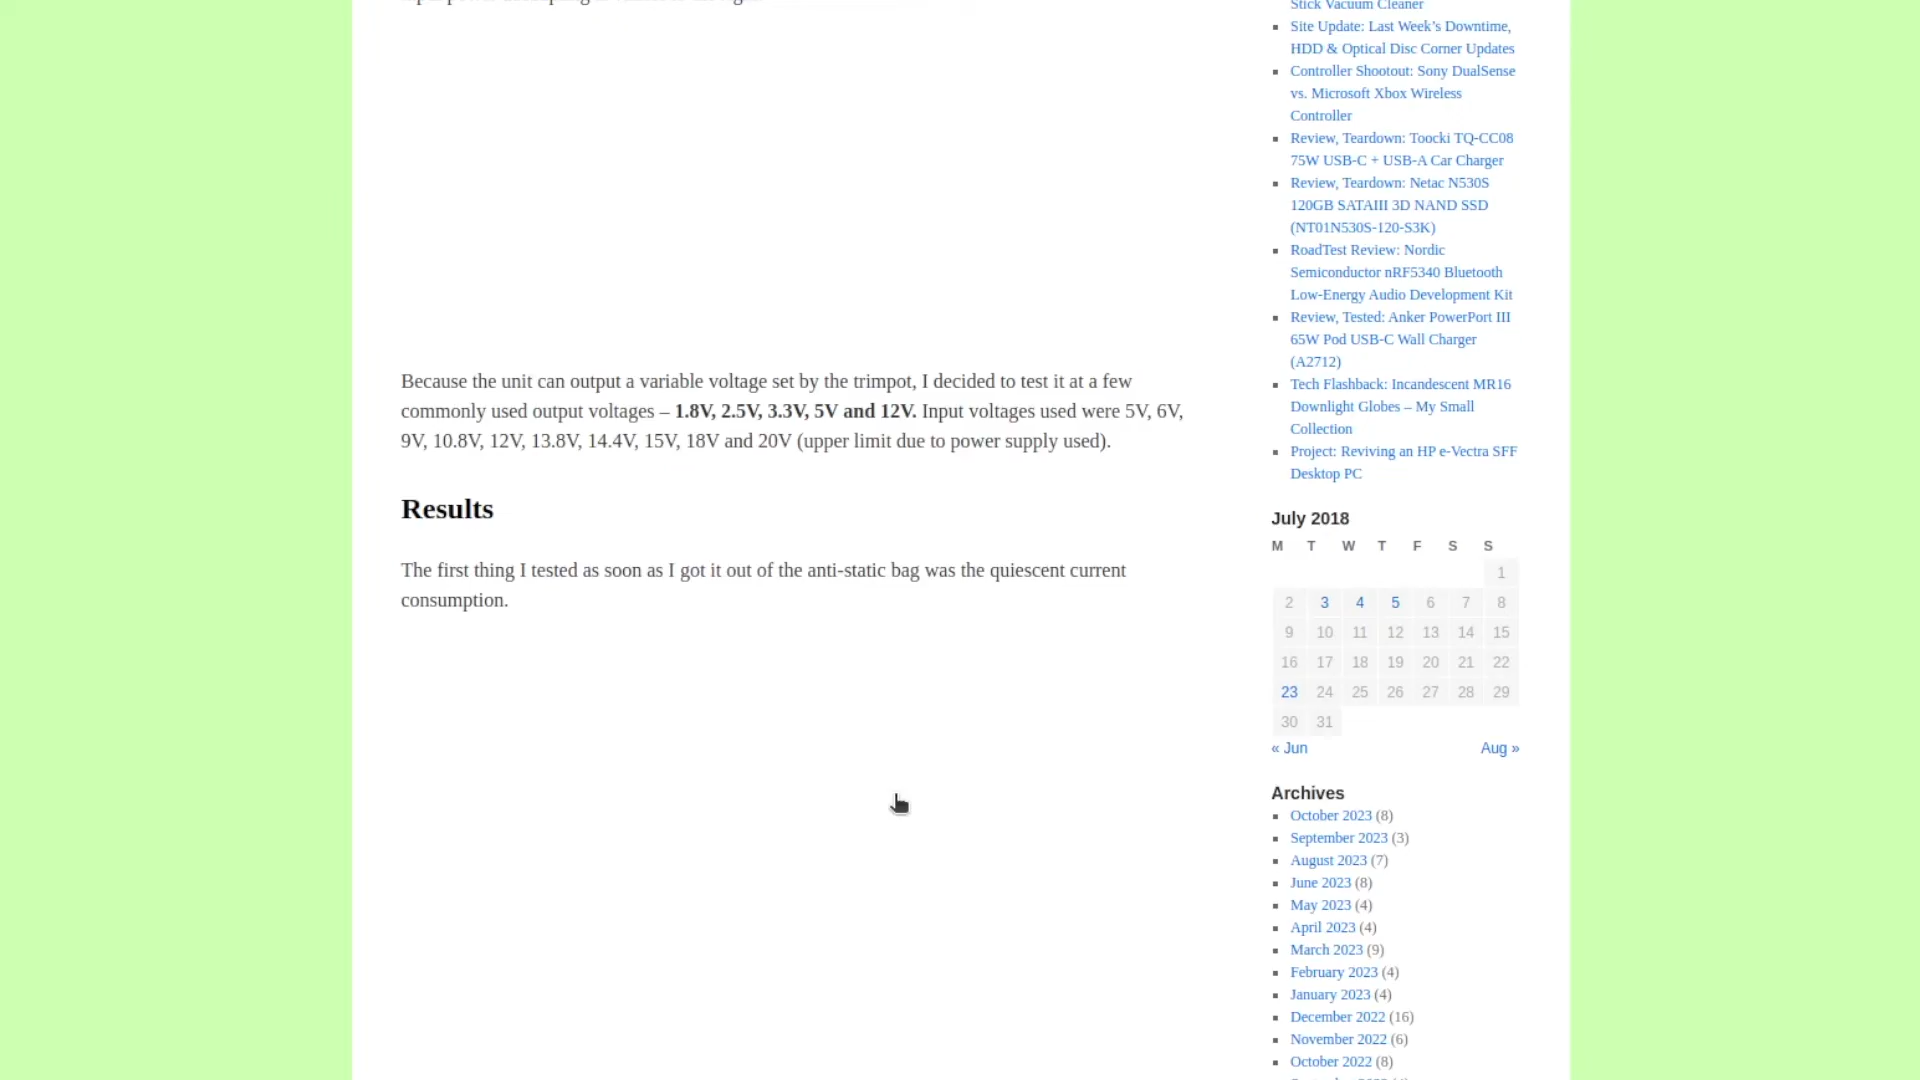 Because the unit can output a variable voltage set by the trimpot, I decided to test it at a few
commonly used output voltages – 1.8V, 2.5V, 3.3V, 5V and 12V. Input voltages used were 5V, 6V,
9V, 10.8V, 12V, 13.8V, 14.4V, 15V, 18V and 20V (upper limit due to power supply used).
Results
The first thing I tested as soon as I got it out of the anti-static bag was the quiescent current
consumption.
Stick Vacuum Cleaner
Site Update: Last Week’s Downtime,
HDD & Optical Disc Corner Updates
Controller Shootout: Sony DualSense
vs. Microsoft Xbox Wireless
Controller
Review, Teardown: Toocki TQ-CC08
75W USB-C + USB-A Car Charger
Review, Teardown: Netac N530S
120GB SATAIII 3D NAND SSD
(NT01N530S-120-S3K)
RoadTest Review: Nordic
Semiconductor nRF5340 Bluetooth
Low-Energy Audio Development Kit
Review, Tested: Anker PowerPort III
65W Pod USB-C Wall Charger
(A2712)
Tech Flashback: Incandescent MR16
Downlight Globes – My Small
Collection
Project: Reviving an HP e-Vectra SFF
Desktop PC
July 2018
M T W T F S S
1
2 3 4 5 6 7 8
9 10 11 12 13 14 15
16 17 18 19 20 21 22
23 24 25 26 27 28 29
30 31
« Jun Aug »
Archives
October 2023 (8)
September 2023 (3)
August 2023 (7)
June 2023 (8)
May 2023 (4)
April 2023 (4)
March 2023 (9)
February 2023 (4)
January 2023 (4)
December 2022 (16)
November 2022 (6)
October 2022 (8)